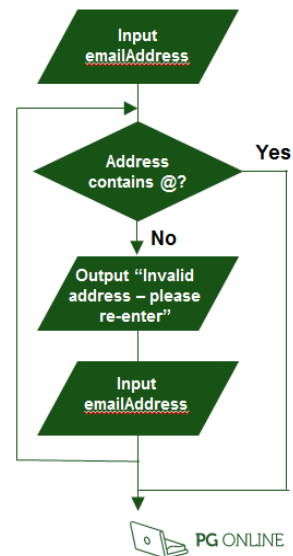 Input
emailAddress
Address
contains @?
Yes
No
Output “Invalid
address – please
re-enter”
Input
emailAddress
PG ONLINE